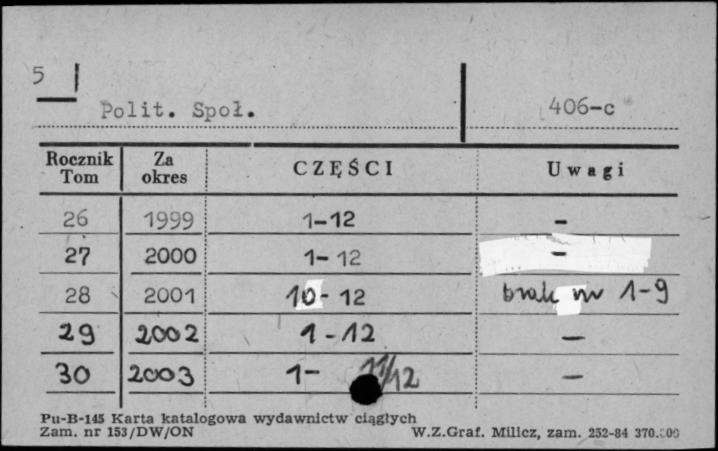 5
Polit. Społ. 406-c
Rocznik Tom Za okres CZĘŚCI Uwagi
26 1999 1-12 -
27 2000 1-12 -
28 2001 10-12 brak nr 1-9
29 2002 1-12 -
30 2003 1- 11/12 -
Pu-B-145 Karta katalogowa wydawnictw ciągłych
Zam. nr 153/DW/ON W.Z.Graf. Milicz, zam. 252-84